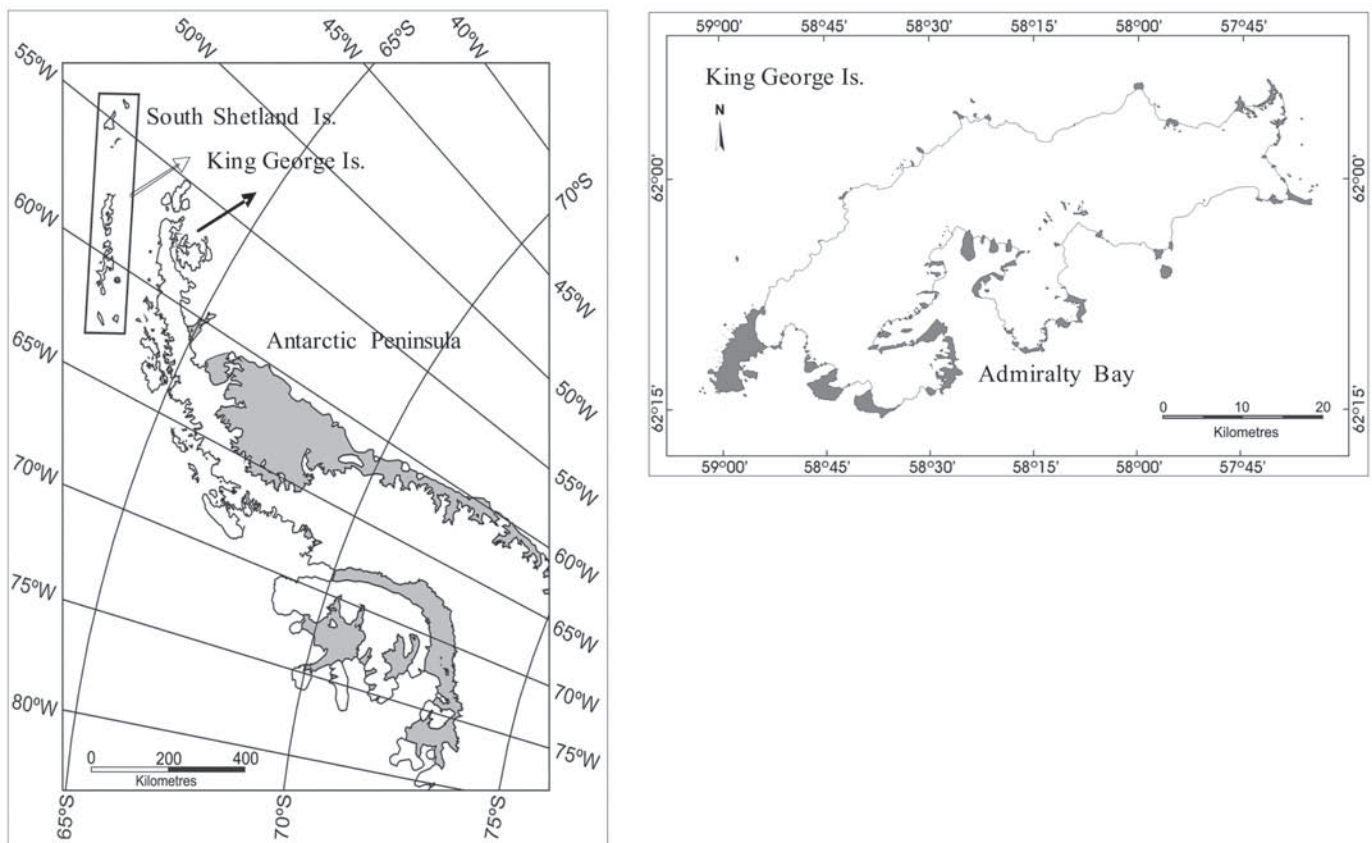 50ºW
45ºW
65ºS
40ºW
55ºW
South Shetland Is.
King George Is.
60ºW
70ºS
45ºW
65ºW
Antarctic Peninsula
50ºW
70ºW
55ºW
60ºW
75ºW
65ºW
80ºW
70ºW
75ºW
0 200 400
Kilometres
65ºS
70ºS
75ºS
59º00' 58º45' 58º30' 58º15' 58º00' 57º45'
King George Is.
N
62º00' 62º00'
Admiralty Bay
62º15' 62º15'
0 10 20
Kilometres
59º00' 58º45' 58º30' 58º15' 58º00' 57º45'